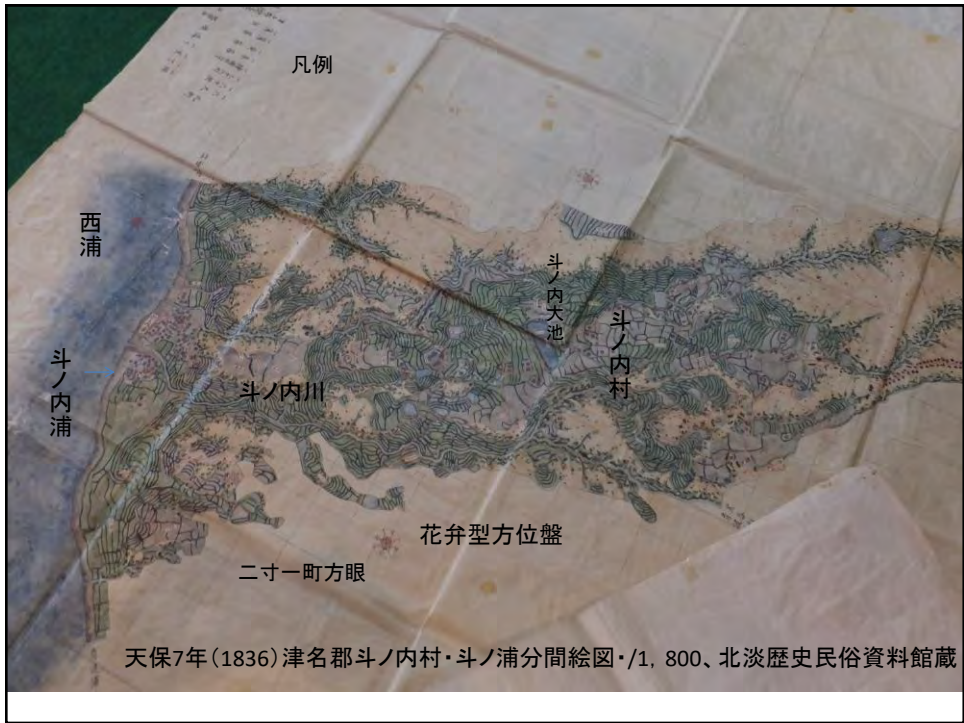 凡例
西浦
斗ノ内大池
斗ノ内村
斗ノ内浦
斗ノ内川
花弁型方位盤
二寸一町方眼
天保7年(1836)津名郡斗ノ内村・斗ノ浦分間絵図・/1, 800、北淡歴史民俗資料館蔵